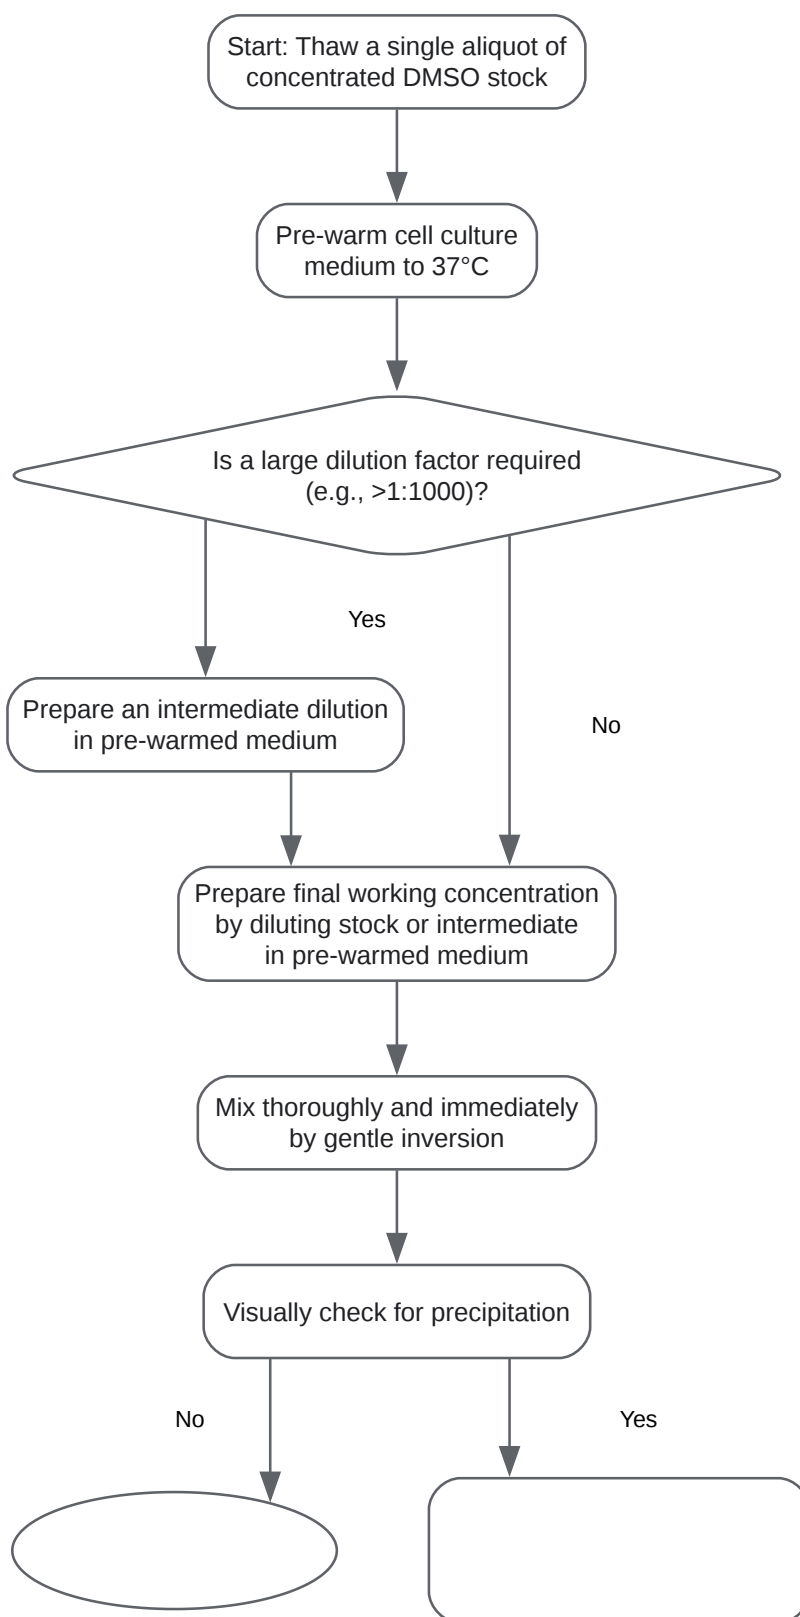 Start: Thaw a single aliquot of
concentrated DMSO stock
Pre-warm cell culture
medium to 37°C
Is a large dilution factor required
(e.g., >1:1000)?
Yes
Prepare an intermediate dilution
in pre-warmed medium
No
Prepare final working concentration
by diluting stock or intermediate
in pre-warmed medium
Mix thoroughly and immediately
by gentle inversion
Visually check for precipitation
No
Yes